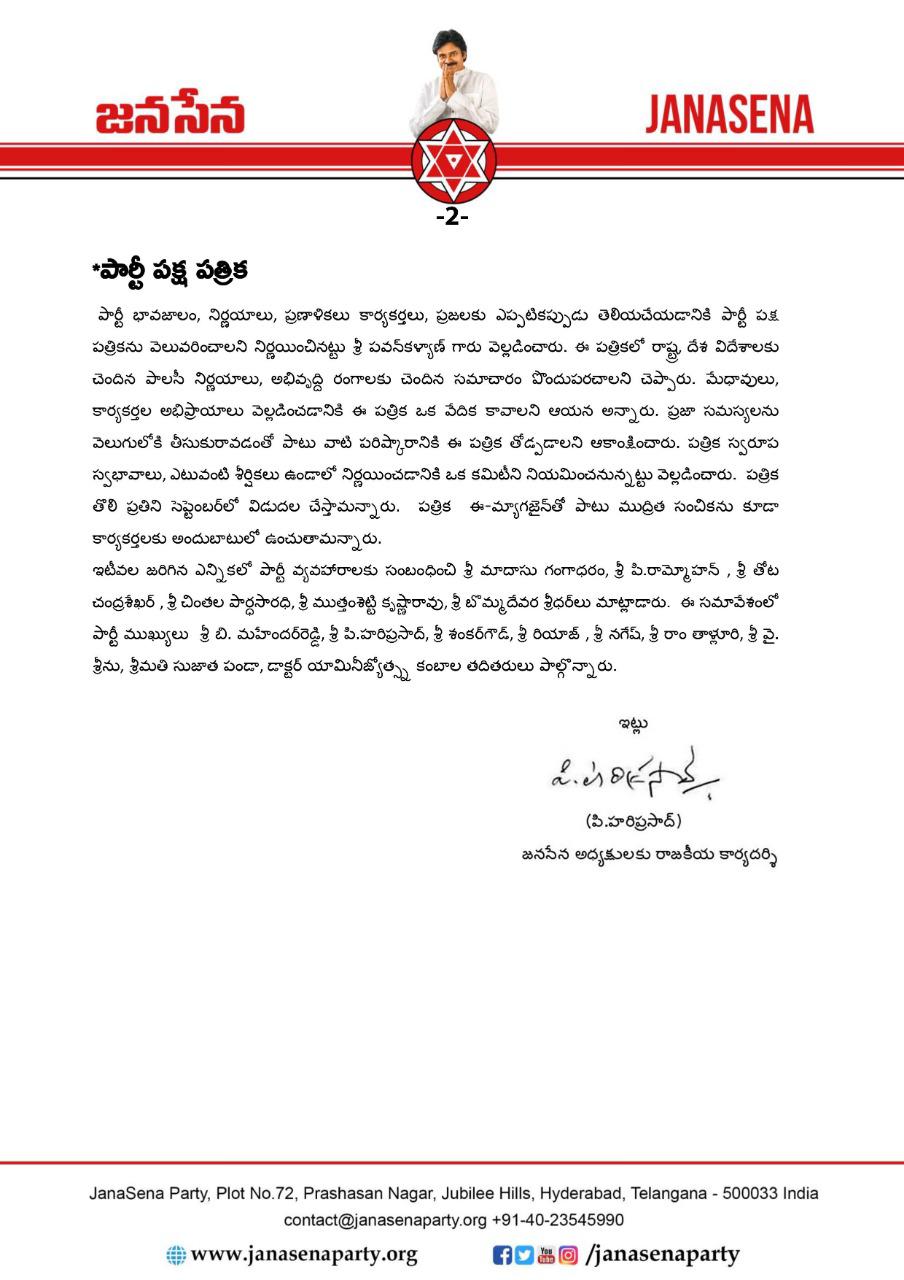 జనసేన
JANASENA
-2-
*పార్టీ పక్ష పత్రిక
పార్టీ భావజాలం, నిర్ణయాలు, ప్రణాళికలు కార్యకర్తలు, ప్రజలకు ఎప్పటికప్పుడు తెలియచేయడానికి పార్టీ పక్ష
పత్రికను వెలువరించాలని నిర్ణయించినట్టు శ్రీ పవన్‌కళ్యాణ్ గారు వెల్లడించారు. ఈ పత్రికలో రాష్ట్ర, దేశ విదేశాలకు
చెందిన పాలసీ నిర్ణయాలు, అభివృద్ది రంగాలకు చెందిన సమాచారం పొందుపరచాలని చెప్పారు. మేధావులు,
కార్యకర్తల అభిప్రాయాలు వెల్లడించడానికి ఈ పత్రిక ఒక వేదిక కావాలని ఆయన అన్నారు. ప్రజా సమస్యలను
వెలుగులోకి తీసుకురావడంతో పాటు వాటి పరిష్కారానికి ఈ పత్రిక తోడ్పడాలని ఆకాంక్షించారు. పత్రిక స్వరూప
స్వభావాలు, ఎటువంటి శీర్షికలు ఉండాలో నిర్ణయించడానికి ఒక కమిటీని నియమించనున్నట్టు వెల్లడించారు. పత్రిక
తొలి ప్రతిని సెప్టెంబర్‌లో విడుదల చేస్తామన్నారు. పత్రిక ఈ-మ్యాగజైన్‌తో పాటు ముద్రిత సంచికను కూడా
కార్యకర్తలకు అందుబాటులో ఉంచుతామన్నారు.
ఇటీవల జరిగిన ఎన్నికలో పార్టీ వ్యవహారాలకు సంబంధించి శ్రీ మాదాసు గంగాధరం, శ్రీ పి.రామ్మోహన్ , శ్రీ తోట
చంద్రశేఖర్ , శ్రీ చింతల పార్ధసారధి, శ్రీ ముత్తంశెట్టి కృష్ణారావు, శ్రీ బొమ్మదేవర శ్రీధర్‌లు మాట్లాడారు. ఈ సమావేశంలో
పార్టీ ముఖ్యులు శ్రీ బి. మహేందర్‌రెడ్డి, శ్రీ పి.హరిప్రసాద్, శ్రీ శంకర్‌గౌడ్, శ్రీ రియాజ్ , శ్రీ నగేష్, శ్రీ రాం తాళ్లూరి, శ్రీ వై.
శ్రీను, శ్రీమతి సుజాత పండా, డాక్టర్ యామినీజ్యోత్స్న కంబాల తదితరులు పాల్గొన్నారు.
ఇట్లు
పి.హరిప్రసాద్
(పి.హరిప్రసాద్)
జనసేన అధ్యక్షులకు రాజకీయ కార్యదర్శి
JanaSena Party, Plot No.72, Prashasan Nagar, Jubilee Hills, Hyderabad, Telangana - 500033 India
contact@janasenaparty.org +91-40-23545990
www.janasenaparty.org You Tube /janasenaparty